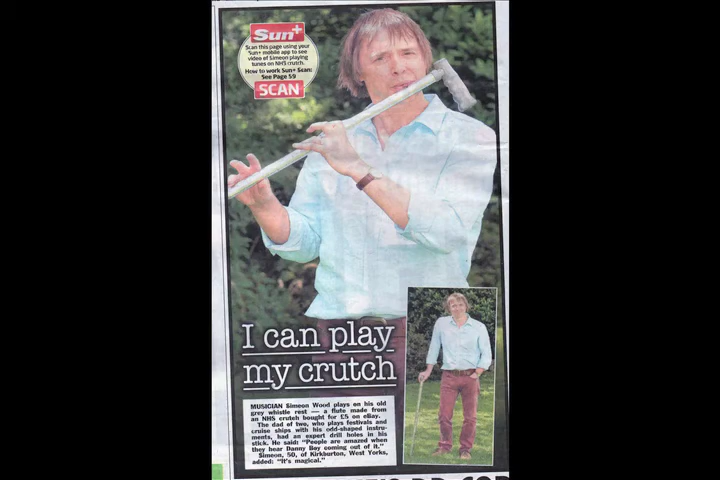 Sun+
Scan this page using your
Sun+ mobile app to see
video of Simeon playing
tunes on NHS crutch.
How to work Sun+ Scan:
See Page 59
SCAN
I can play
my crutch
MUSICIAN Simeon Wood plays on his old
grey whistle rest — a flute made from
an NHS crutch bought for £5 on eBay.
The dad of two, who plays festivals and
cruise ships with his odd-shaped instru-
ments, had an expert drill holes in his
stick. He said: "People are amazed when
they hear Danny Boy coming out of it."
Simeon, 50, of Kirkburton, West Yorks,
added: "It's magical."